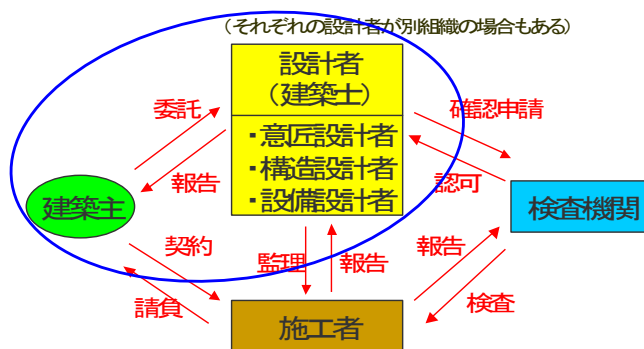 (それぞれの設計者が別組織の場合もある)
設計者
(建築士)
・意匠設計者
・構造設計者
・設備設計者
委託
報告
確認申請
認可
建築主
検査機関
契約
請負
監理
報告
報告
検査
施工者